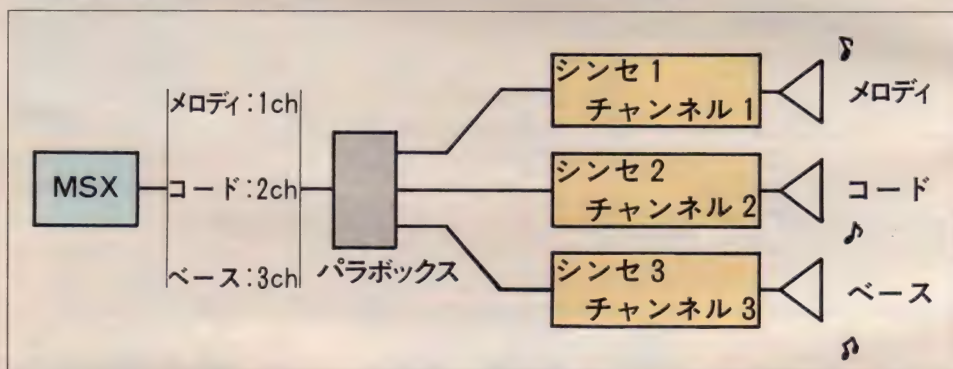 MSX
メロディ:1ch
コード:2ch
ベース:3ch
パラボックス
シンセ1
チャンネル1
メロディ
シンセ2
チャンネル2
コード
シンセ3
チャンネル3
ベース